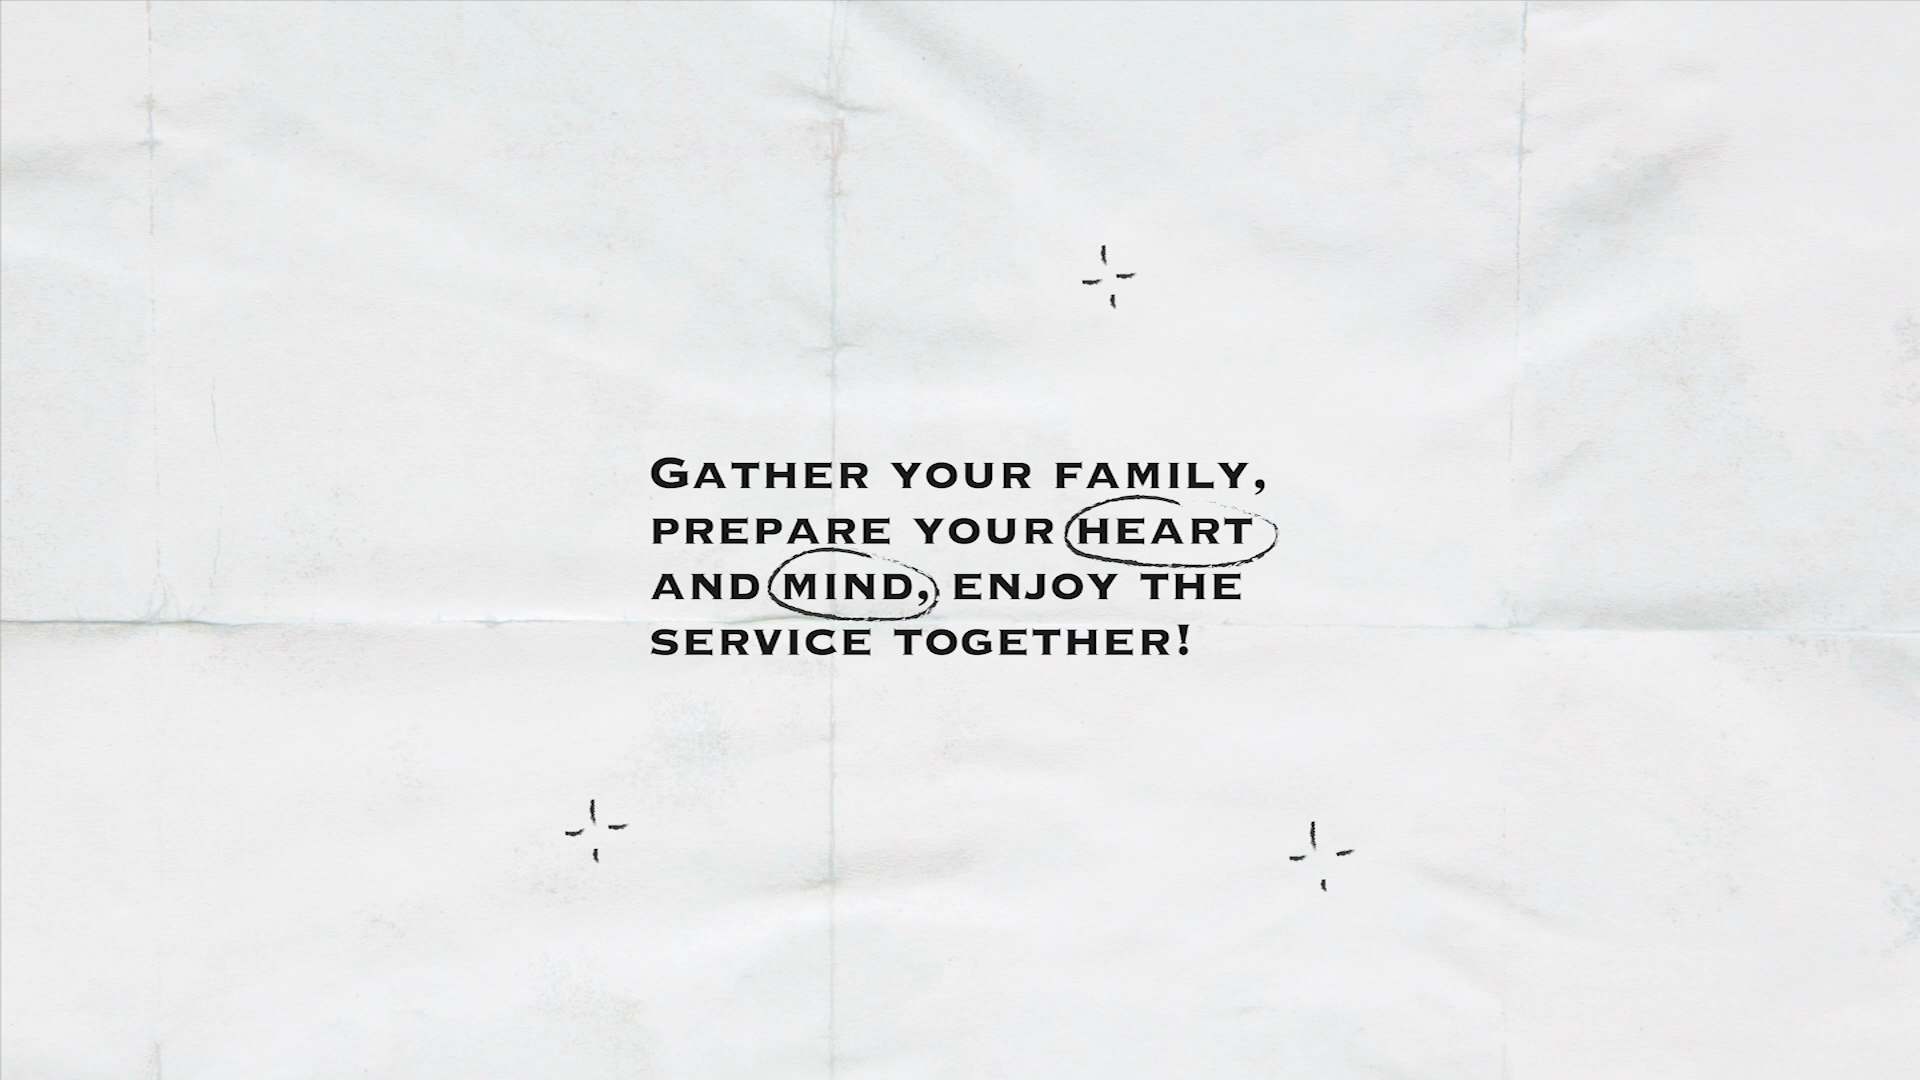 Gather your family,
prepare your heart
and mind, enjoy the
service together!